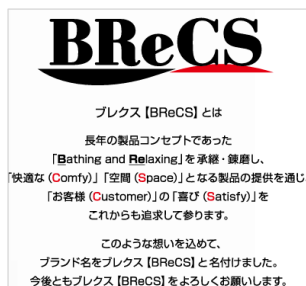 BReCS
ブレクス【BReCS】とは
長年の製品コンセプトであった
「Bathing and Relaxing」を承継・錬磨し、
「快適な（Comfy）」「空間（Space）」となる製品の提供を通じ
「お客様（Customer）」の「喜び（Satisfy）」を
これからも追求して参ります。
このような想いを込めて、
ブランド名をブレクス【BReCS】と名付けました。
今後ともブレクス【BReCS】をよろしくお願いします。